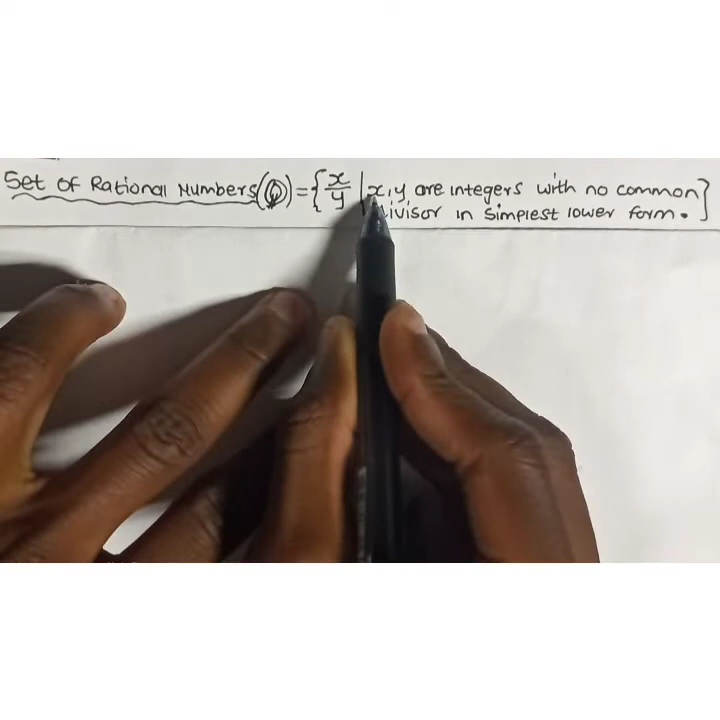 Set of Rational Numbers(Q) = {x/y | x, y are integers with no common}
divisor in simplest lower form.